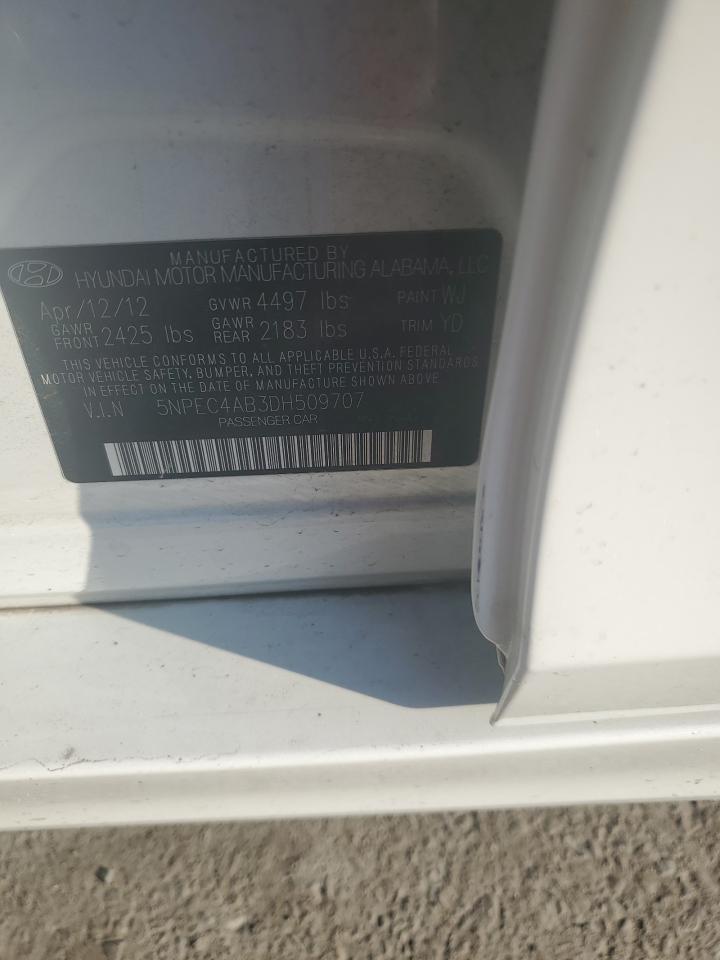 MANUFACTURED BY
HYUNDAI MOTOR MANUFACTURING ALABAMA, LLC
Apr/12/12 GVWR 4497 lbs PAINT WJ
GAWR FRONT 2425 lbs GAWR REAR 2183 lbs TRIM YD
THIS VEHICLE CONFORMS TO ALL APPLICABLE U.S.A. FEDERAL
MOTOR VEHICLE SAFETY, BUMPER, AND THEFT PREVENTION STANDARDS
IN EFFECT ON THE DATE OF MANUFACTURE SHOWN ABOVE
V.I.N 5NPEC4AB3DH509707
PASSENGER CAR